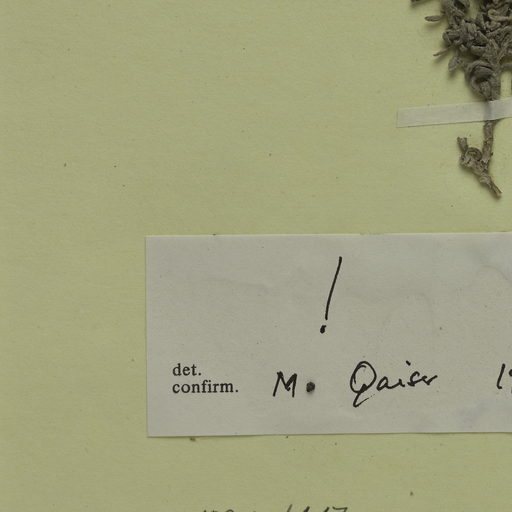 !
det.
confirm. M. Qaiser